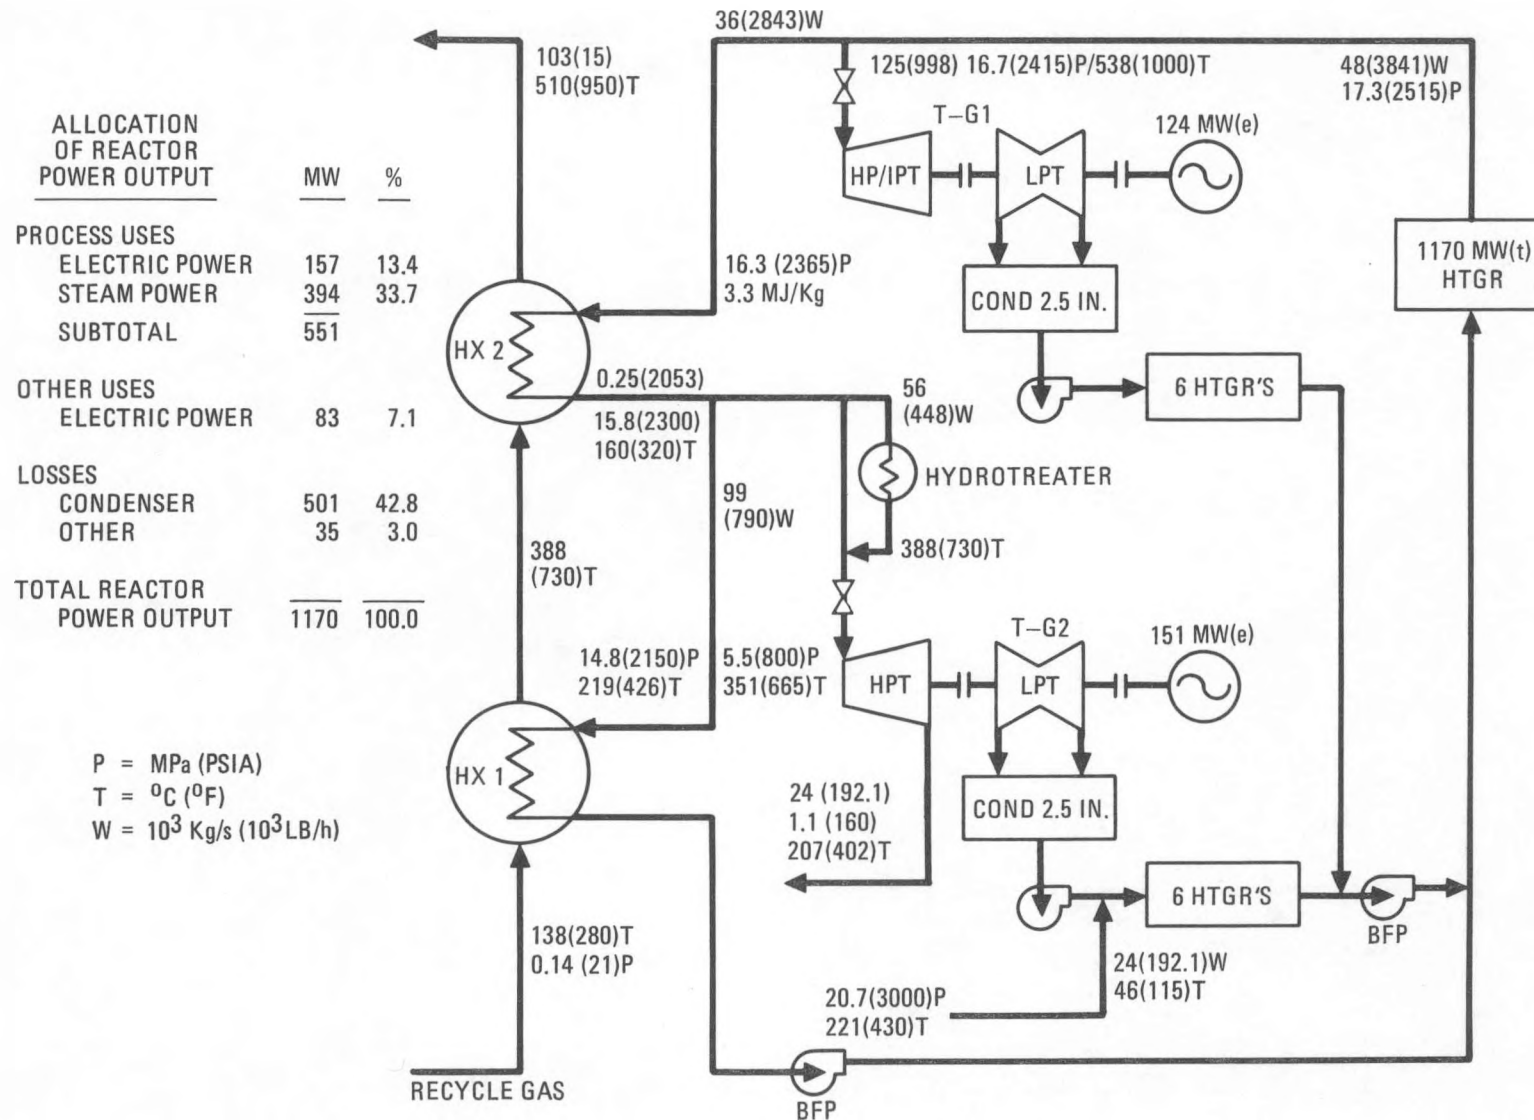 36(2843)W
103(15)
510(950)T
125(998) 16.7(2415)P/538(1000)T
48(3841)W
17.3(2515)P
ALLOCATION
OF REACTOR
POWER OUTPUT MW %
PROCESS USES
ELECTRIC POWER 157 13.4
STEAM POWER 394 33.7
SUBTOTAL 551
OTHER USES
ELECTRIC POWER 83 7.1
LOSSES
CONDENSER 501 42.8
OTHER 35 3.0
TOTAL REACTOR
POWER OUTPUT 1170 100.0
P = MPa (PSIA)
T = ⁰C (⁰F)
W = 10³ Kg/s (10³ LB/h)
T–G1
124 MW(e)
HP/IPT
LPT
1170 MW(t)
HTGR
16.3 (2365)P
3.3 MJ/Kg
COND 2.5 IN.
HX 2
6 HTGR'S
0.25(2053)
15.8(2300)
160(320)T
56
(448)W
HYDROTREATER
99
(790)W
388(730)T
388
(730)T
T–G2
151 MW(e)
14.8(2150)P
219(426)T
5.5(800)P
351(665)T
HPT
LPT
HX 1
24 (192.1)
1.1 (160)
207(402)T
COND 2.5 IN.
6 HTGR'S
BFP
138(280)T
0.14 (21)P
24(192.1)W
46(115)T
20.7(3000)P
221(430)T
RECYCLE GAS
BFP